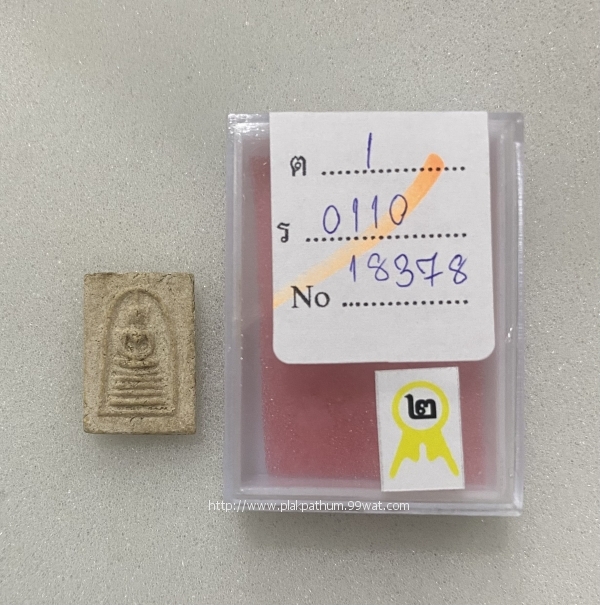 ต ...1...
ร ...0110...
No ...18378...
๒
http://www.plakpathum.99wat.com